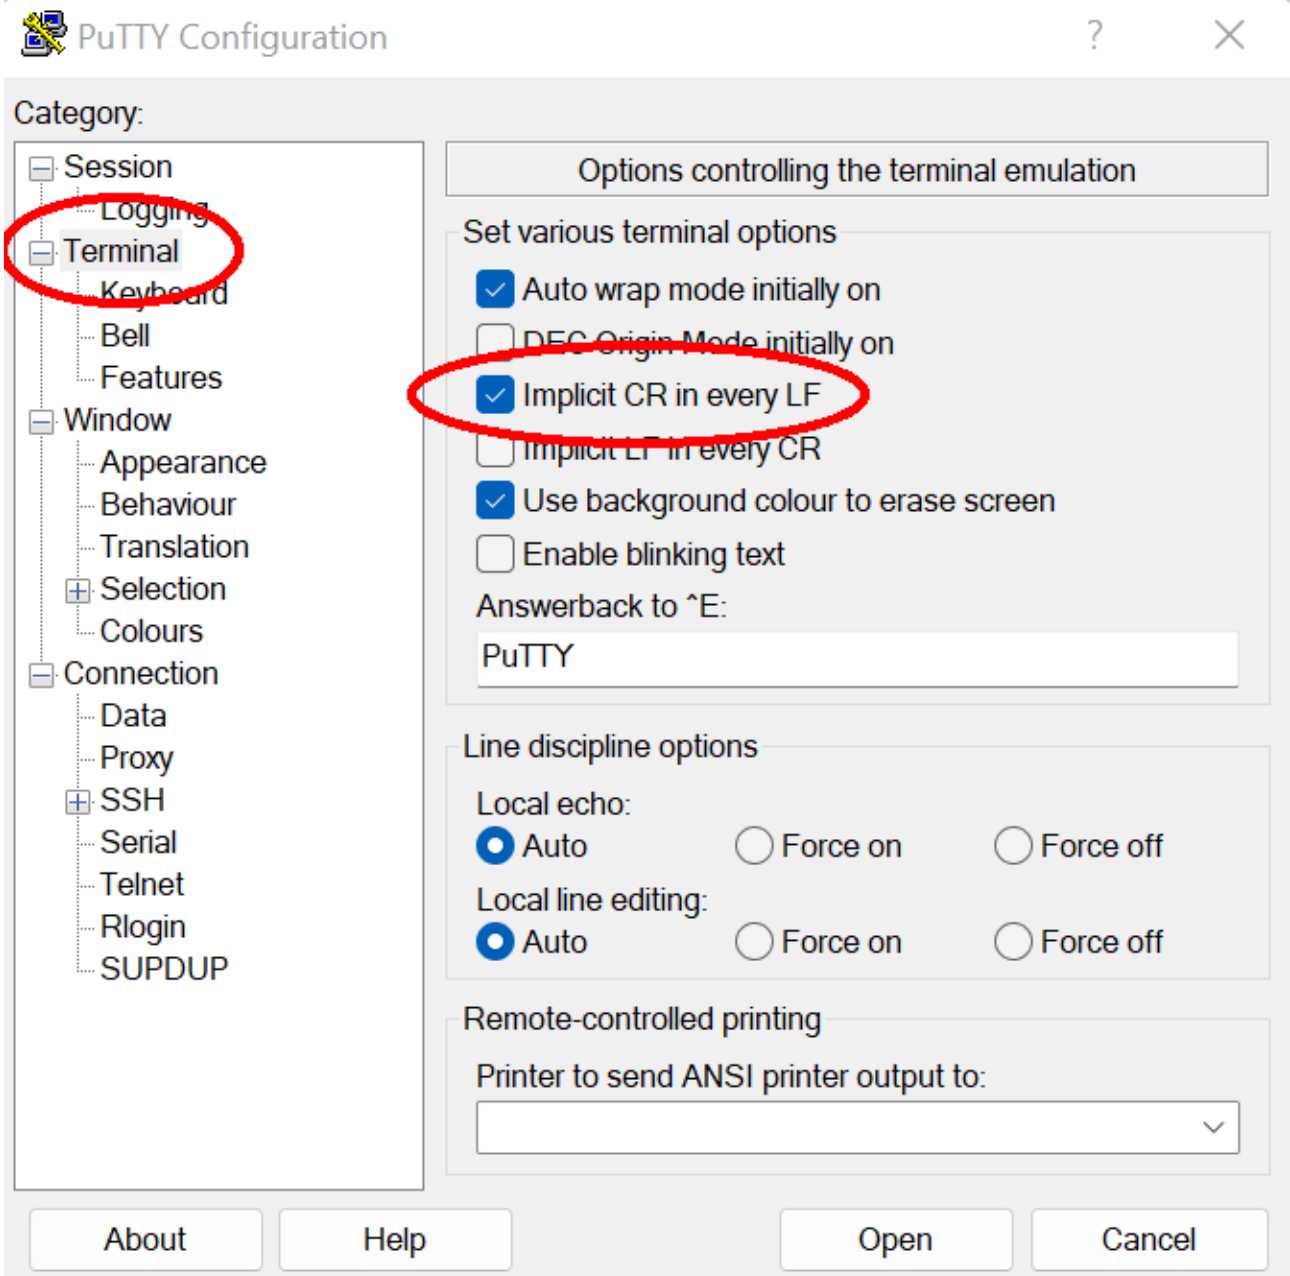 PuTTY Configuration
?
Category:
Session
Logging
Terminal
Keyboard
Bell
Features
Window
Appearance
Behaviour
Translation
Selection
Colours
Connection
Data
Proxy
SSH
Serial
Telnet
Rlogin
SUPDUP
Options controlling the terminal emulation
Set various terminal options
Auto wrap mode initially on
DEC Origin Mode initially on
Implicit CR in every LF
Implicit LF in every CR
Use background colour to erase screen
Enable blinking text
Answerback to ^E:
PuTTY
Line discipline options
Local echo:
Auto Force on Force off
Local line editing:
Auto Force on Force off
Remote-controlled printing
Printer to send ANSI printer output to:
About Help Open Cancel